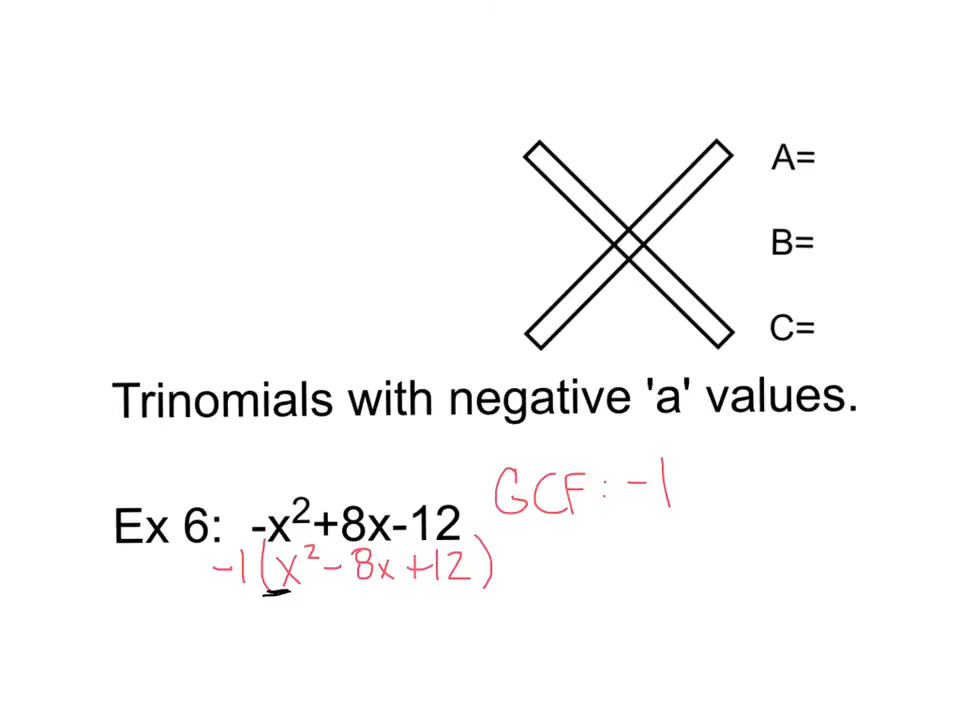 A=
B=
C=
Trinomials with negative 'a' values.
GCF: -1
Ex 6: -x²+8x-12
-1(x²-8x+12)